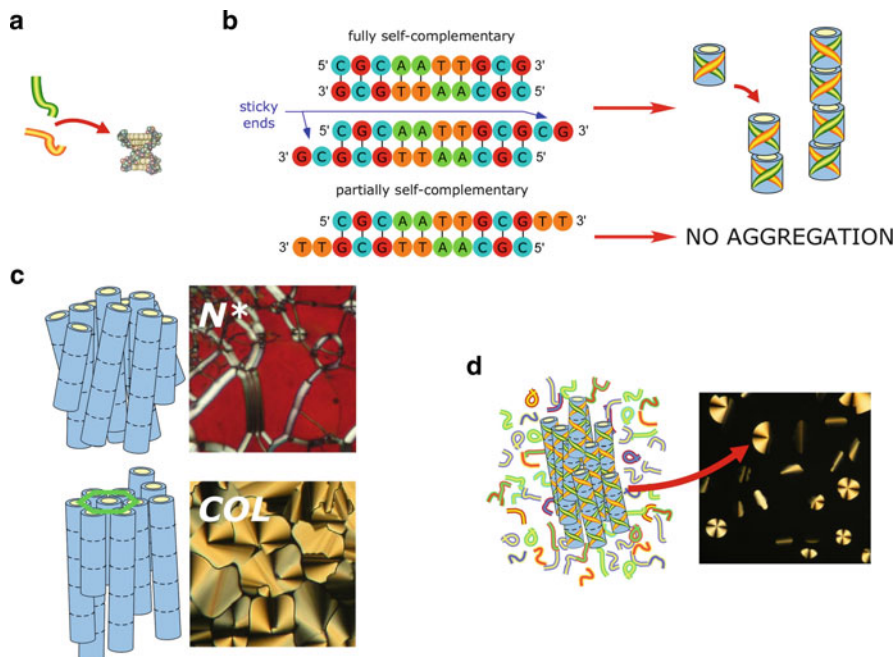 a
b
fully self-complementary
5' C G C A A T T G C G 3'
3' G C G T T A A C G C 5'
sticky
ends
5' C G C A A T T G C G C G 3'
3' G C G C G T T A A C G C 5'
partially self-complementary
5' C G C A A T T G C G T T 3'
3' T T G C G T T A A C G C 5'
NO AGGREGATION
c
N*
COL
d